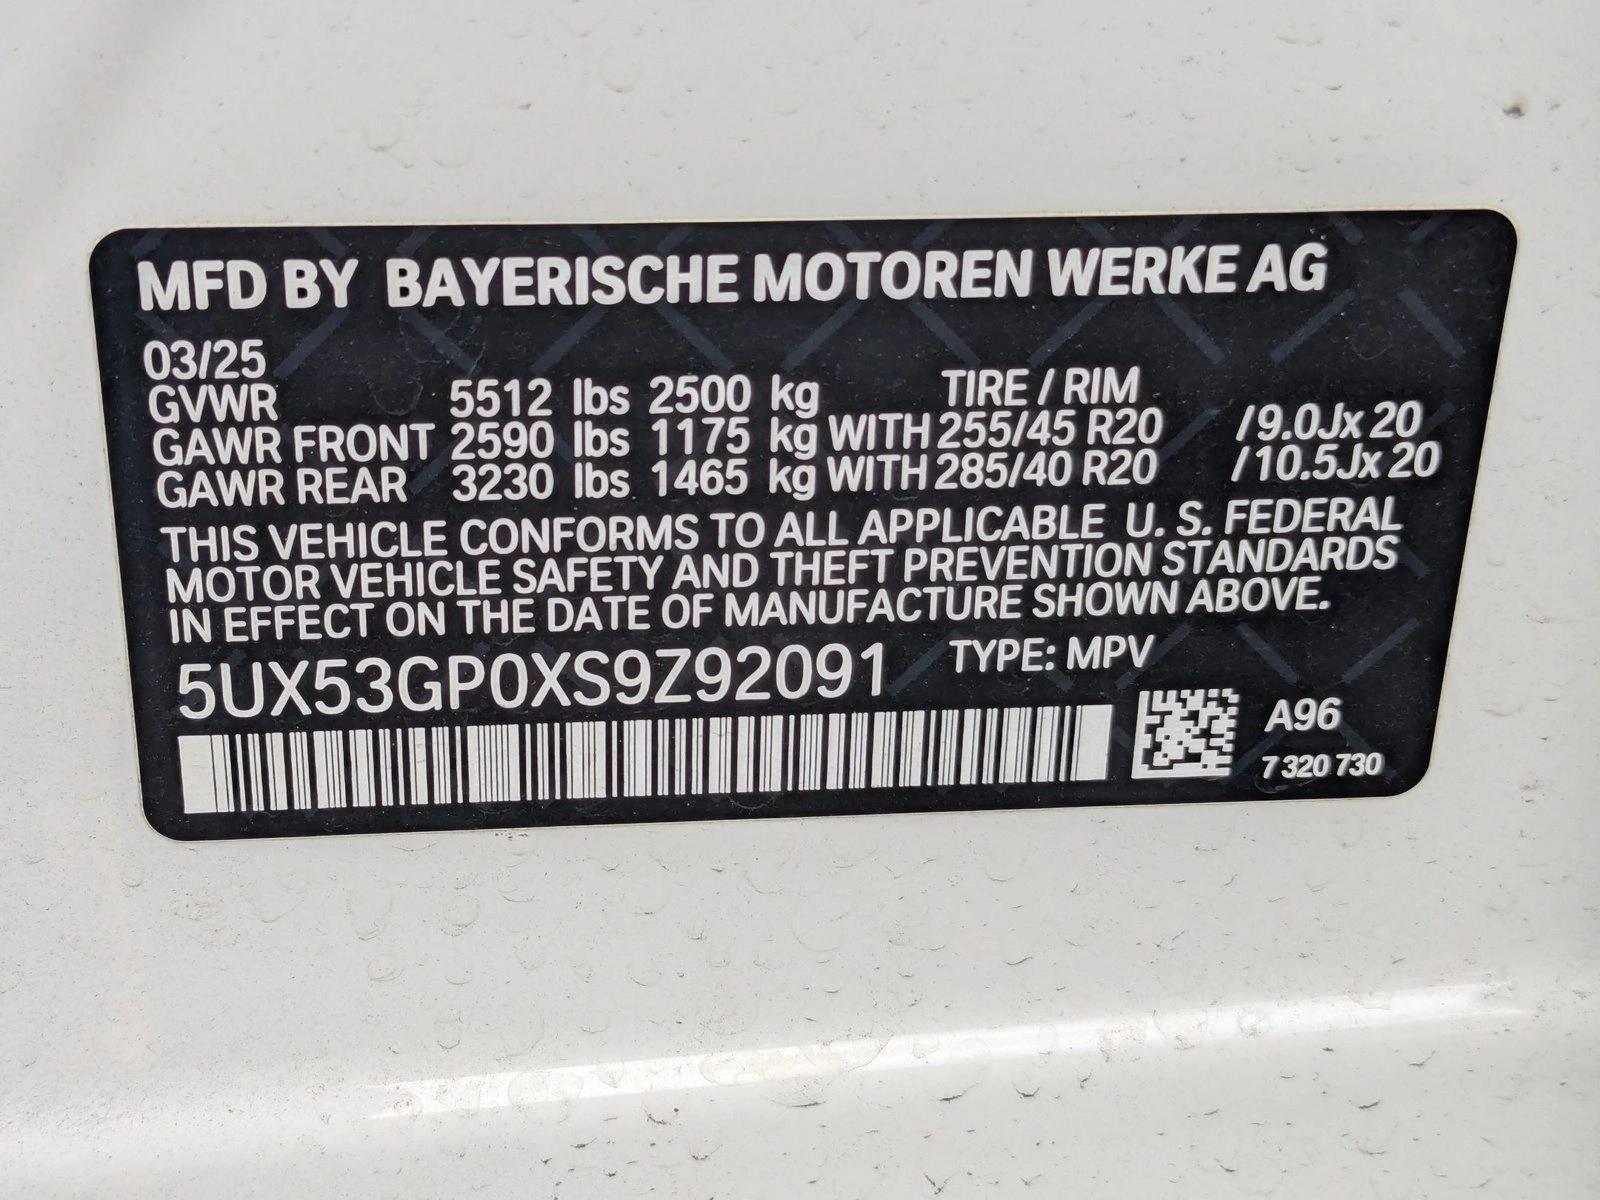 MFD BY BAYERISCHE MOTOREN WERKE AG
03/25
TIRE / RIM
GVWR 5512 lbs 2500 kg
GAWR FRONT 2590 lbs 1175 kg WITH 255/45 R20 /9.0Jx 20
GAWR REAR 3230 lbs 1465 kg WITH 285/40 R20 /10.5Jx 20
THIS VEHICLE CONFORMS TO ALL APPLICABLE U. S. FEDERAL
MOTOR VEHICLE SAFETY AND THEFT PREVENTION STANDARDS
IN EFFECT ON THE DATE OF MANUFACTURE SHOWN ABOVE.
5UX53GP0XS9Z92091 TYPE: MPV
A96
7 320 730